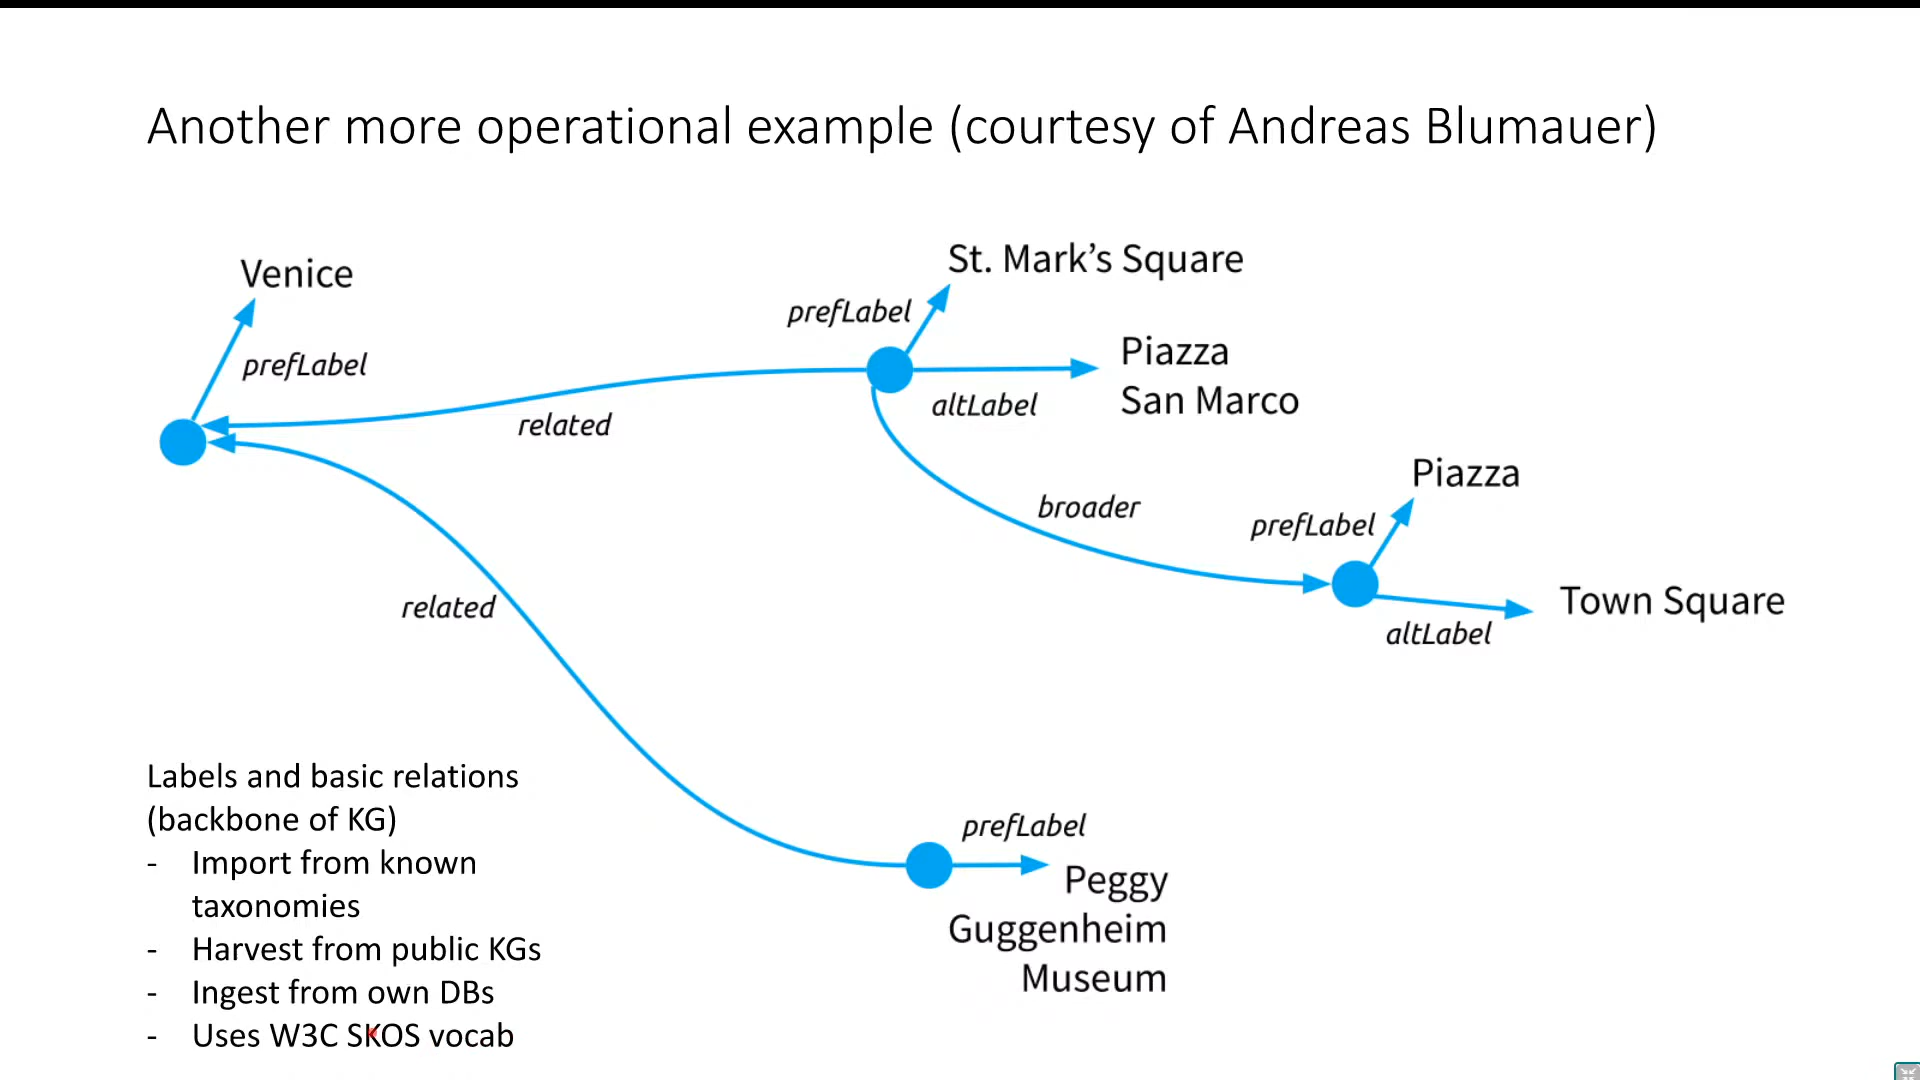 Another more operational example (courtesy of Andreas Blumauer)
Venice
prefLabel
related
St. Mark’s Square
prefLabel
Piazza
San Marco
altLabel
broader
Piazza
prefLabel
Town Square
altLabel
related
prefLabel
Peggy
Guggenheim
Museum
Labels and basic relations
(backbone of KG)
- Import from known
taxonomies
- Harvest from public KGs
- Ingest from own DBs
- Uses W3C SKOS vocab